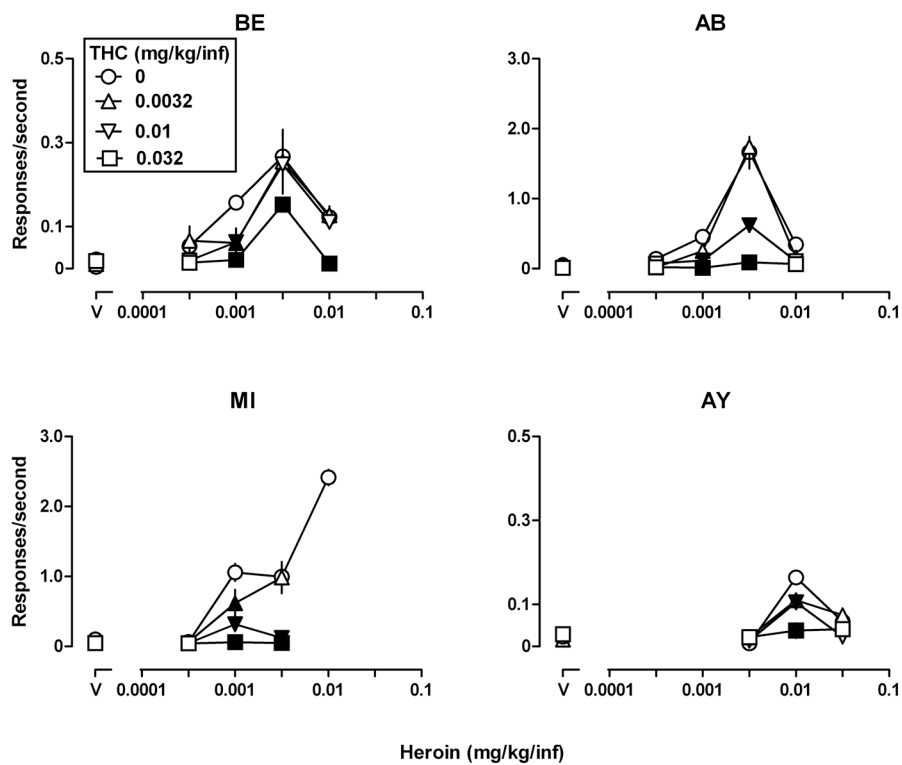 BE
AB
THC (mg/kg/inf)
0
0.0032
0.01
0.032
Responses/second
0.5
0.3
0.1
0
V 0.0001 0.001 0.01 0.1
3.0
2.0
1.0
0
V 0.0001 0.001 0.01 0.1
MI
AY
Responses/second
3.0
2.0
1.0
0
V 0.0001 0.001 0.01 0.1
0.5
0.3
0.1
0
V 0.0001 0.001 0.01 0.1
Heroin (mg/kg/inf)